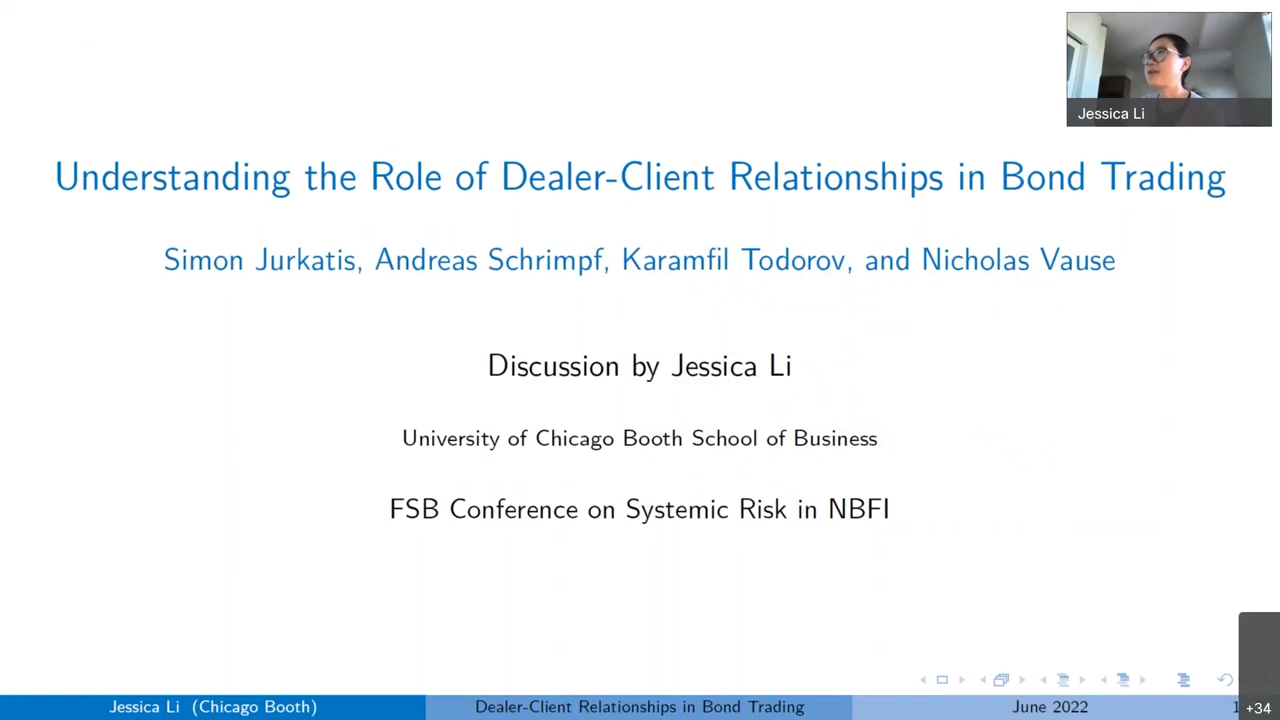 Jessica Li
Understanding the Role of Dealer-Client Relationships in Bond Trading
Simon Jurkatis, Andreas Schrimpf, Karamfil Todorov, and Nicholas Vause
Discussion by Jessica Li
University of Chicago Booth School of Business
FSB Conference on Systemic Risk in NBFI
Jessica Li (Chicago Booth) Dealer-Client Relationships in Bond Trading June 2022
+34